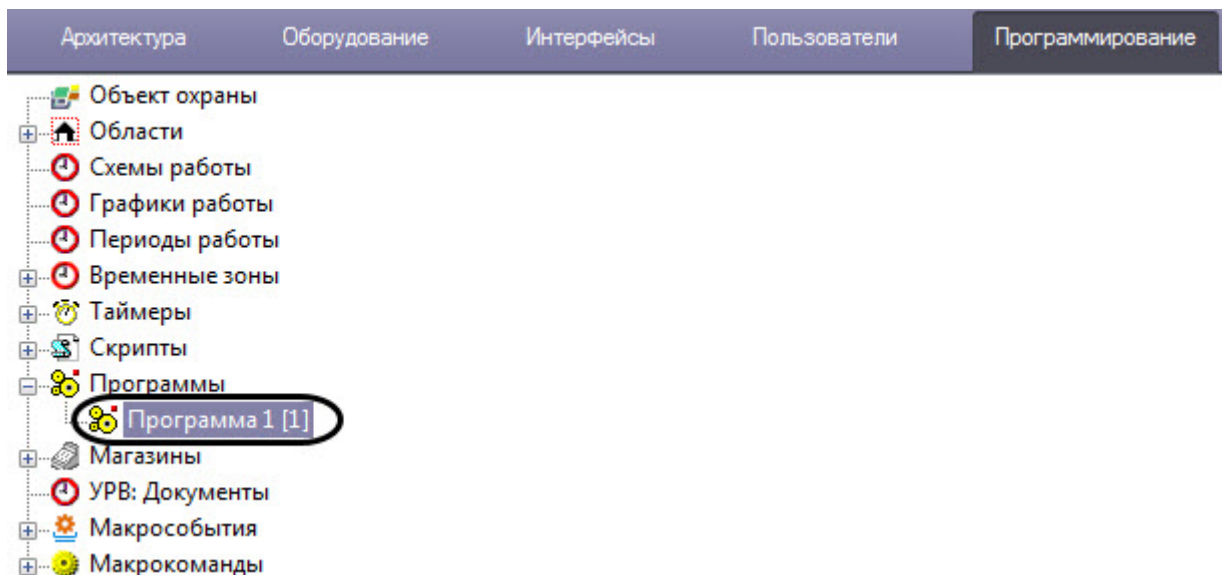 Архитектура Оборудование Интерфейсы Пользователи Программирование
Объект охраны
Области
Схемы работы
Графики работы
Периоды работы
Временные зоны
Таймеры
Скрипты
Программы
Программа 1 [1]
Магазины
УРВ: Документы
Макрособытия
Макрокоманды